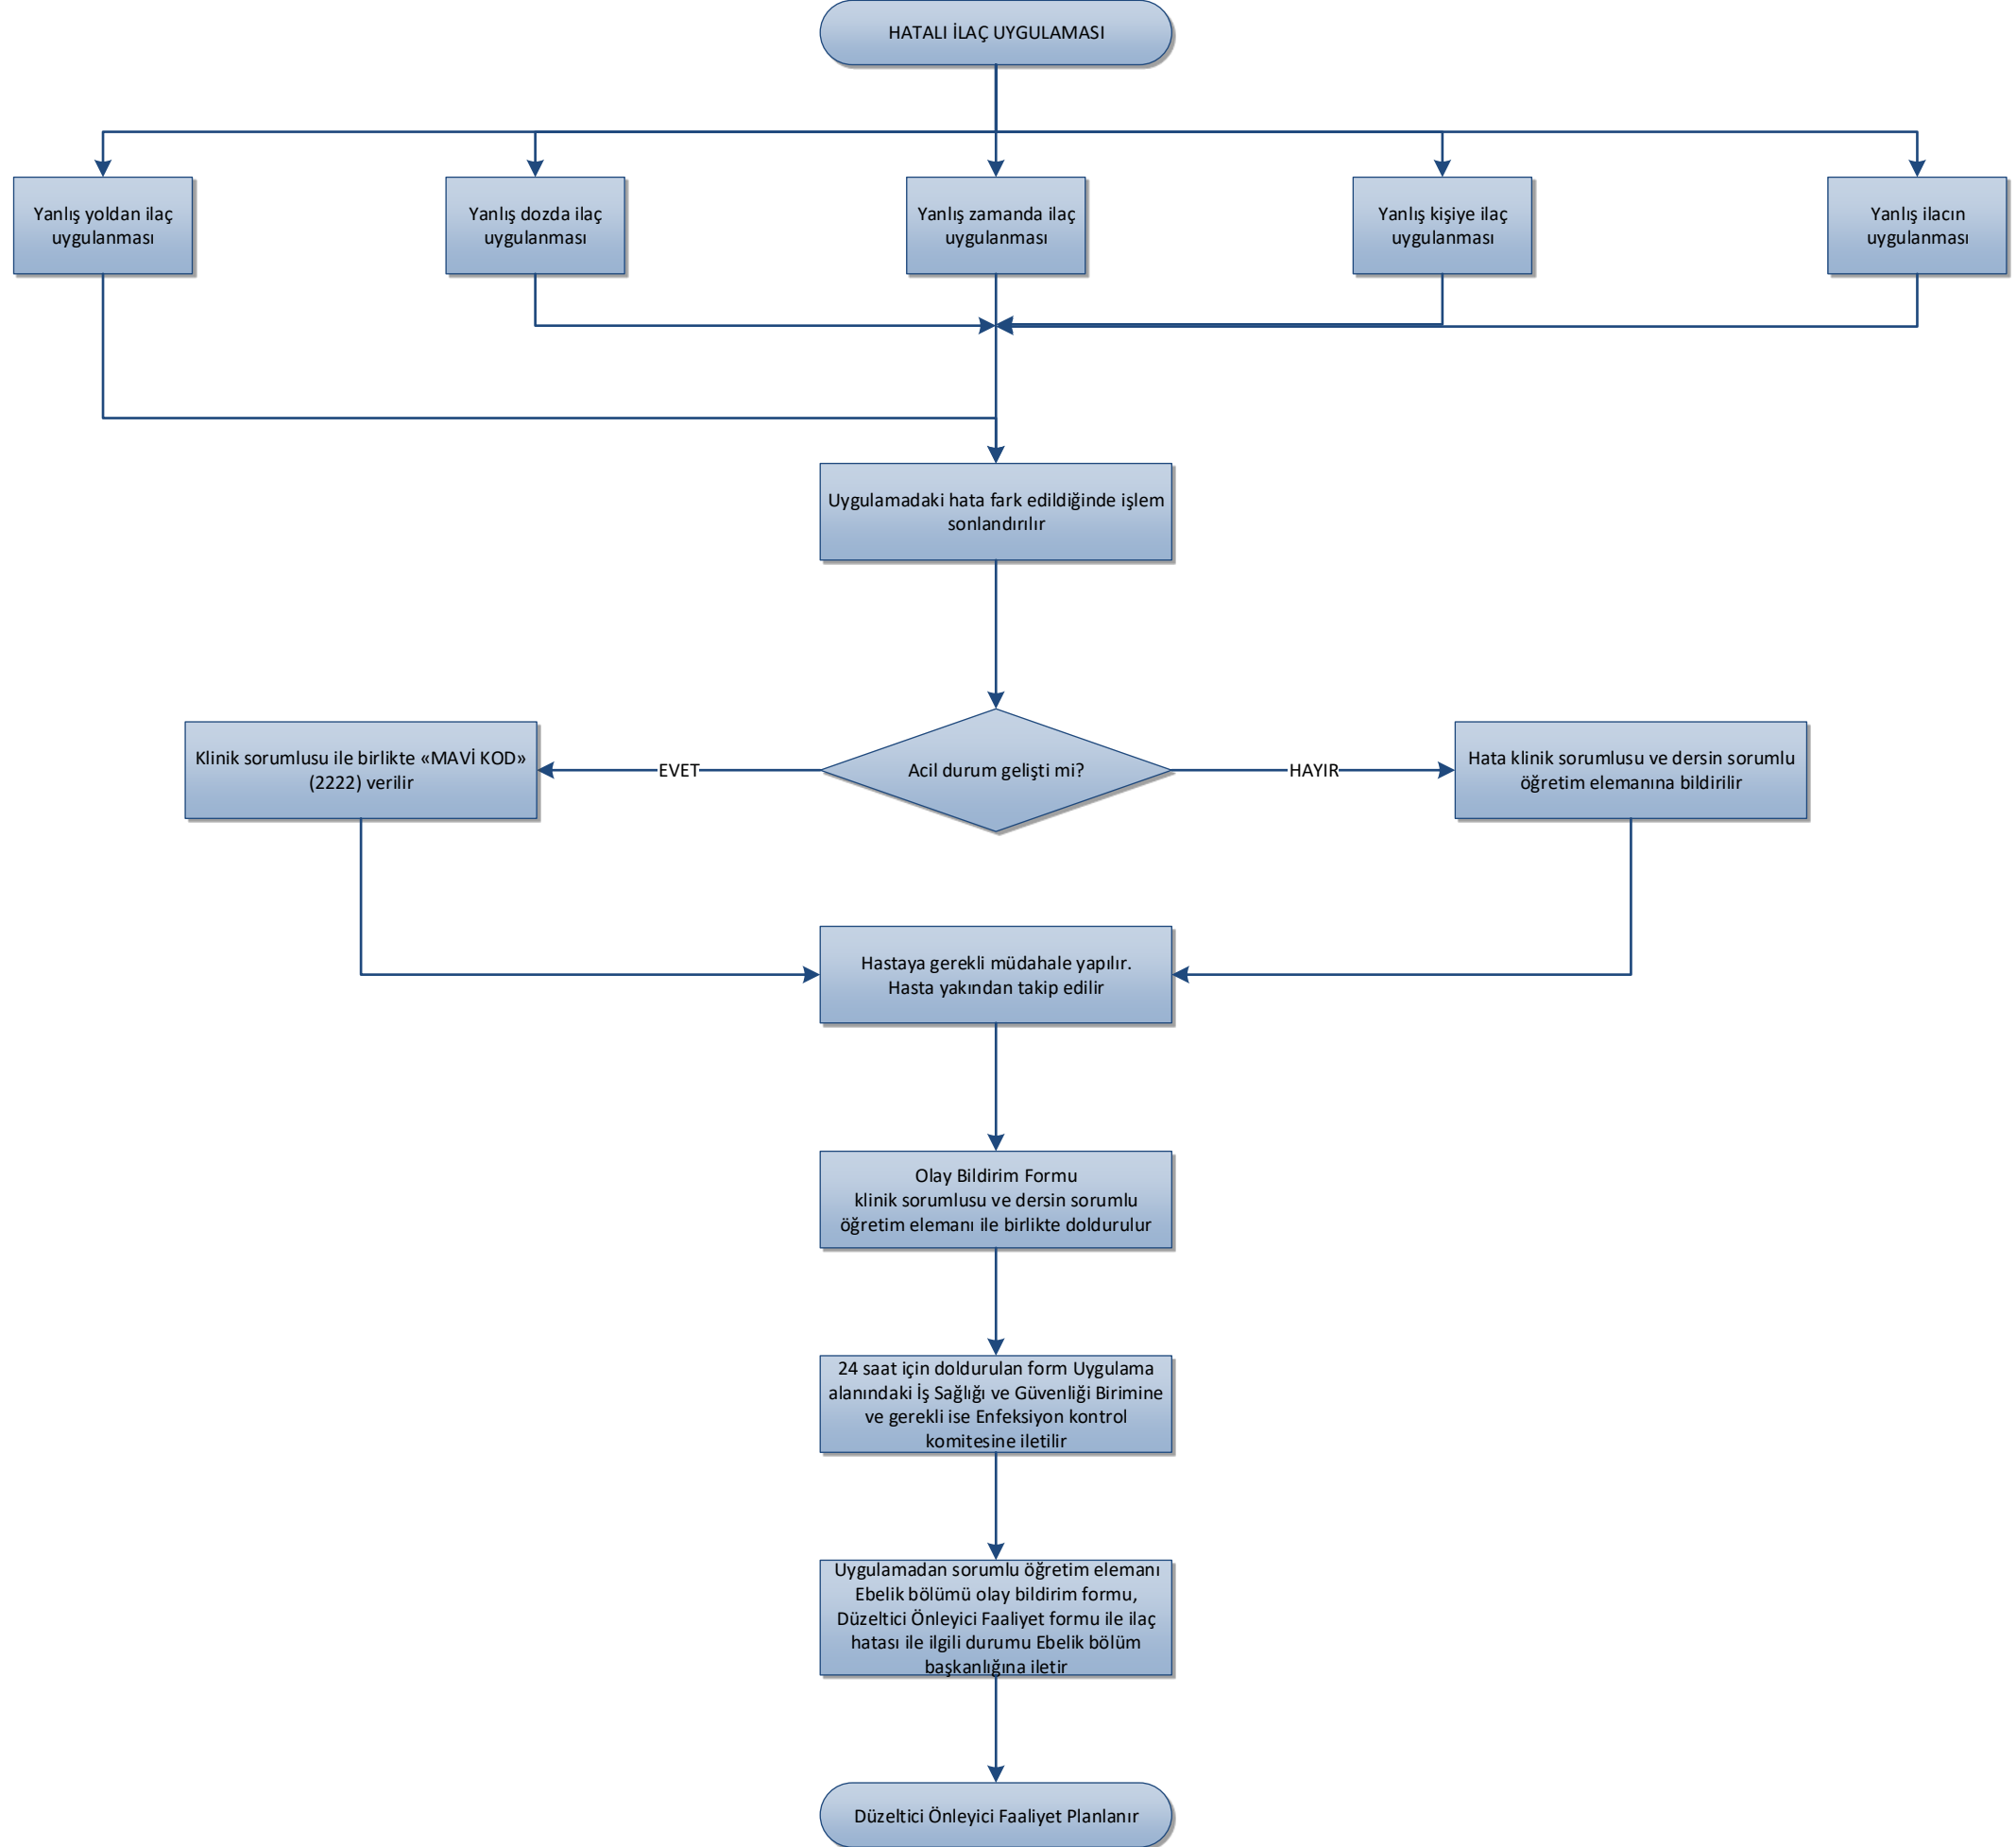 HATALI İLAÇ UYGULAMASI
Yanlış yoldan ilaç
uygulanması
Yanlış dozda ilaç
uygulanması
Yanlış zamanda ilaç
uygulanması
Yanlış kişiye ilaç
uygulanması
Yanlış ilacın
uygulanması
Uygulamadaki hata fark edildiğinde işlem
sonlandırılır
Klinik sorumlusu ile birlikte «MAVİ KOD»
(2222) verilir
EVET
Acil durum gelişti mi?
HAYIR
Hata klinik sorumlusu ve dersin sorumlu
öğretim elemanına bildirilir
Hastaya gerekli müdahale yapılır.
Hasta yakından takip edilir
Olay Bildirim Formu
klinik sorumlusu ve dersin sorumlu
öğretim elemanı ile birlikte doldurulur
24 saat için doldurulan form Uygulama
alanındaki İş Sağlığı ve Güvenliği Birimine
ve gerekli ise Enfeksiyon kontrol
komitesine iletilir
Uygulamadan sorumlu öğretim elemanı
Ebelik bölümü olay bildirim formu,
Düzeltici Önleyici Faaliyet formu ile ilaç
hatası ile ilgili durumu Ebelik bölüm
başkanlığına iletir
Düzeltici Önleyici Faaliyet Planlanır